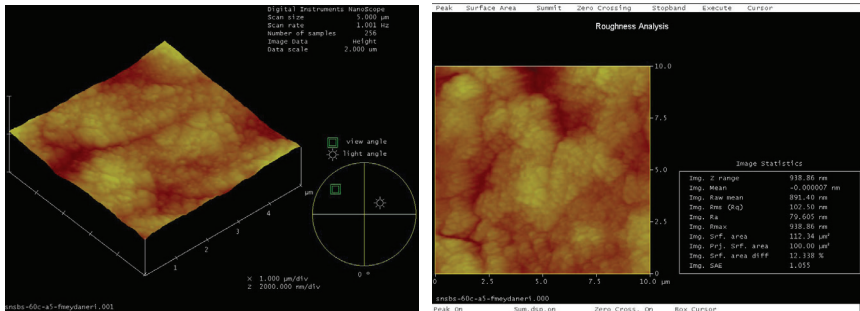 Digital Instruments NanoScope
Scan size 5.000 µm
Scan rate 1.001 Hz
Number of samples 256
Image Data Height
Data scale 2.000 um
view angle
light angle
µm
4
3
2
1
X 1.000 µm/div
Z 2000.000 nm/div
0 °
snsbs-60c-a5-fmeydaneri.001
Peak Surface Area Summit Zero Crossing Stopband Execute Cursor
Roughness Analysis
10.0
7.5
5.0
2.5
0
0 2.5 5.0 7.5 10.0 µm
Image Statistics
Img. Z range 938.86 nm
Img. Mean -0.000007 nm
Img. Raw mean 891.40 nm
Img. Rms (Rq) 102.50 nm
Img. Ra 79.605 nm
Img. Rmax 938.86 nm
Img. Srf. area 112.34 µm²
Img. Prj. Srf. area 100.00 µm²
Img. Srf. area diff 12.338 %
Img. SAE 1.055
snsbs-60c-a5-fmeydaneri.000
Peak On Sum.dsp.on Zero Cross. On Box Cursor